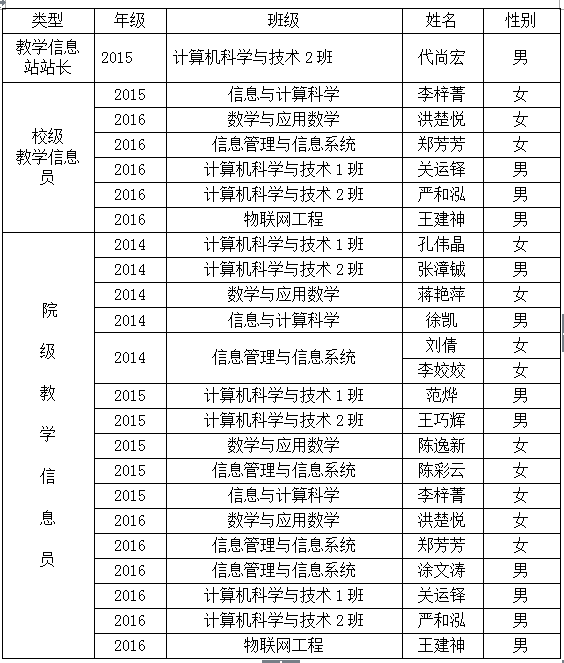 类型 年级 班级 姓名 性别
教学信息站站长 2015 计算机科学与技术2班 代尚宏 男
校级教学信息员 2015 信息与计算科学 李梓菁 女
2016 数学与应用数学 洪楚悦 女
2016 信息管理与信息系统 郑芳芳 女
2016 计算机科学与技术1班 关运铎 男
2016 计算机科学与技术2班 严和泓 男
2016 物联网工程 王建神 男
院级教学信息员 2014 计算机科学与技术1班 孔伟晶 女
2014 计算机科学与技术2班 张漳铖 男
2014 数学与应用数学 蒋艳萍 女
2014 信息与计算科学 徐凯 男
2014 信息管理与信息系统 刘倩 女
李姣姣 女
2015 计算机科学与技术1班 范烨 男
2015 计算机科学与技术2班 王巧辉 男
2015 数学与应用数学 陈逸新 女
2015 信息管理与信息系统 陈彩云 女
2015 信息与计算科学 李梓菁 女
2016 数学与应用数学 洪楚悦 女
2016 信息管理与信息系统 郑芳芳 女
2016 信息管理与信息系统 涂文涛 男
2016 计算机科学与技术1班 关运铎 男
2016 计算机科学与技术2班 严和泓 男
2016 物联网工程 王建神 男